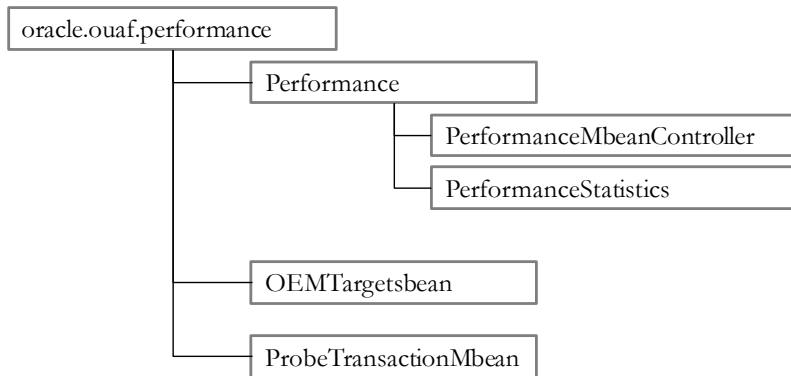 oracle.ouaf.performance
Performance
PerformanceMbeanController
PerformanceStatistics
OEMTargetsbean
ProbeTransactionMbean